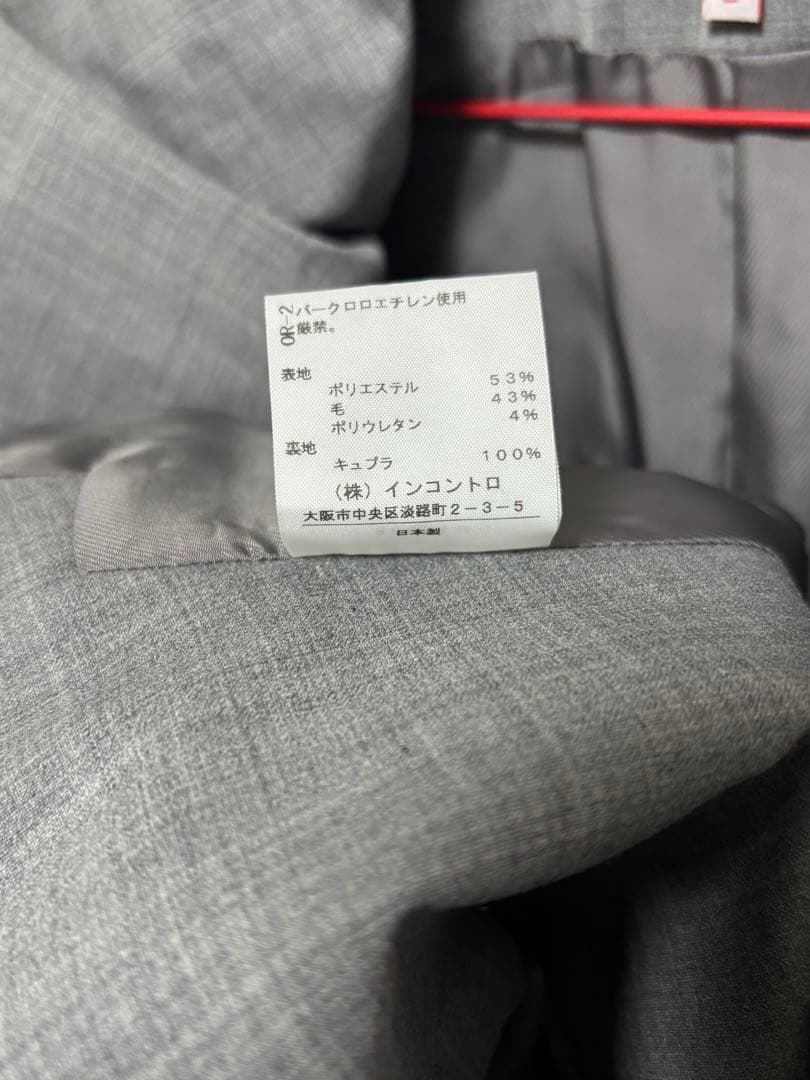 OR-2
パークロロエチレン使用
厳禁。
表地
ポリエステル 53%
毛 43%
ポリウレタン 4%
裏地
キュプラ 100%
(株)インコントロ
大阪市中央区淡路町2-3-5
日本製